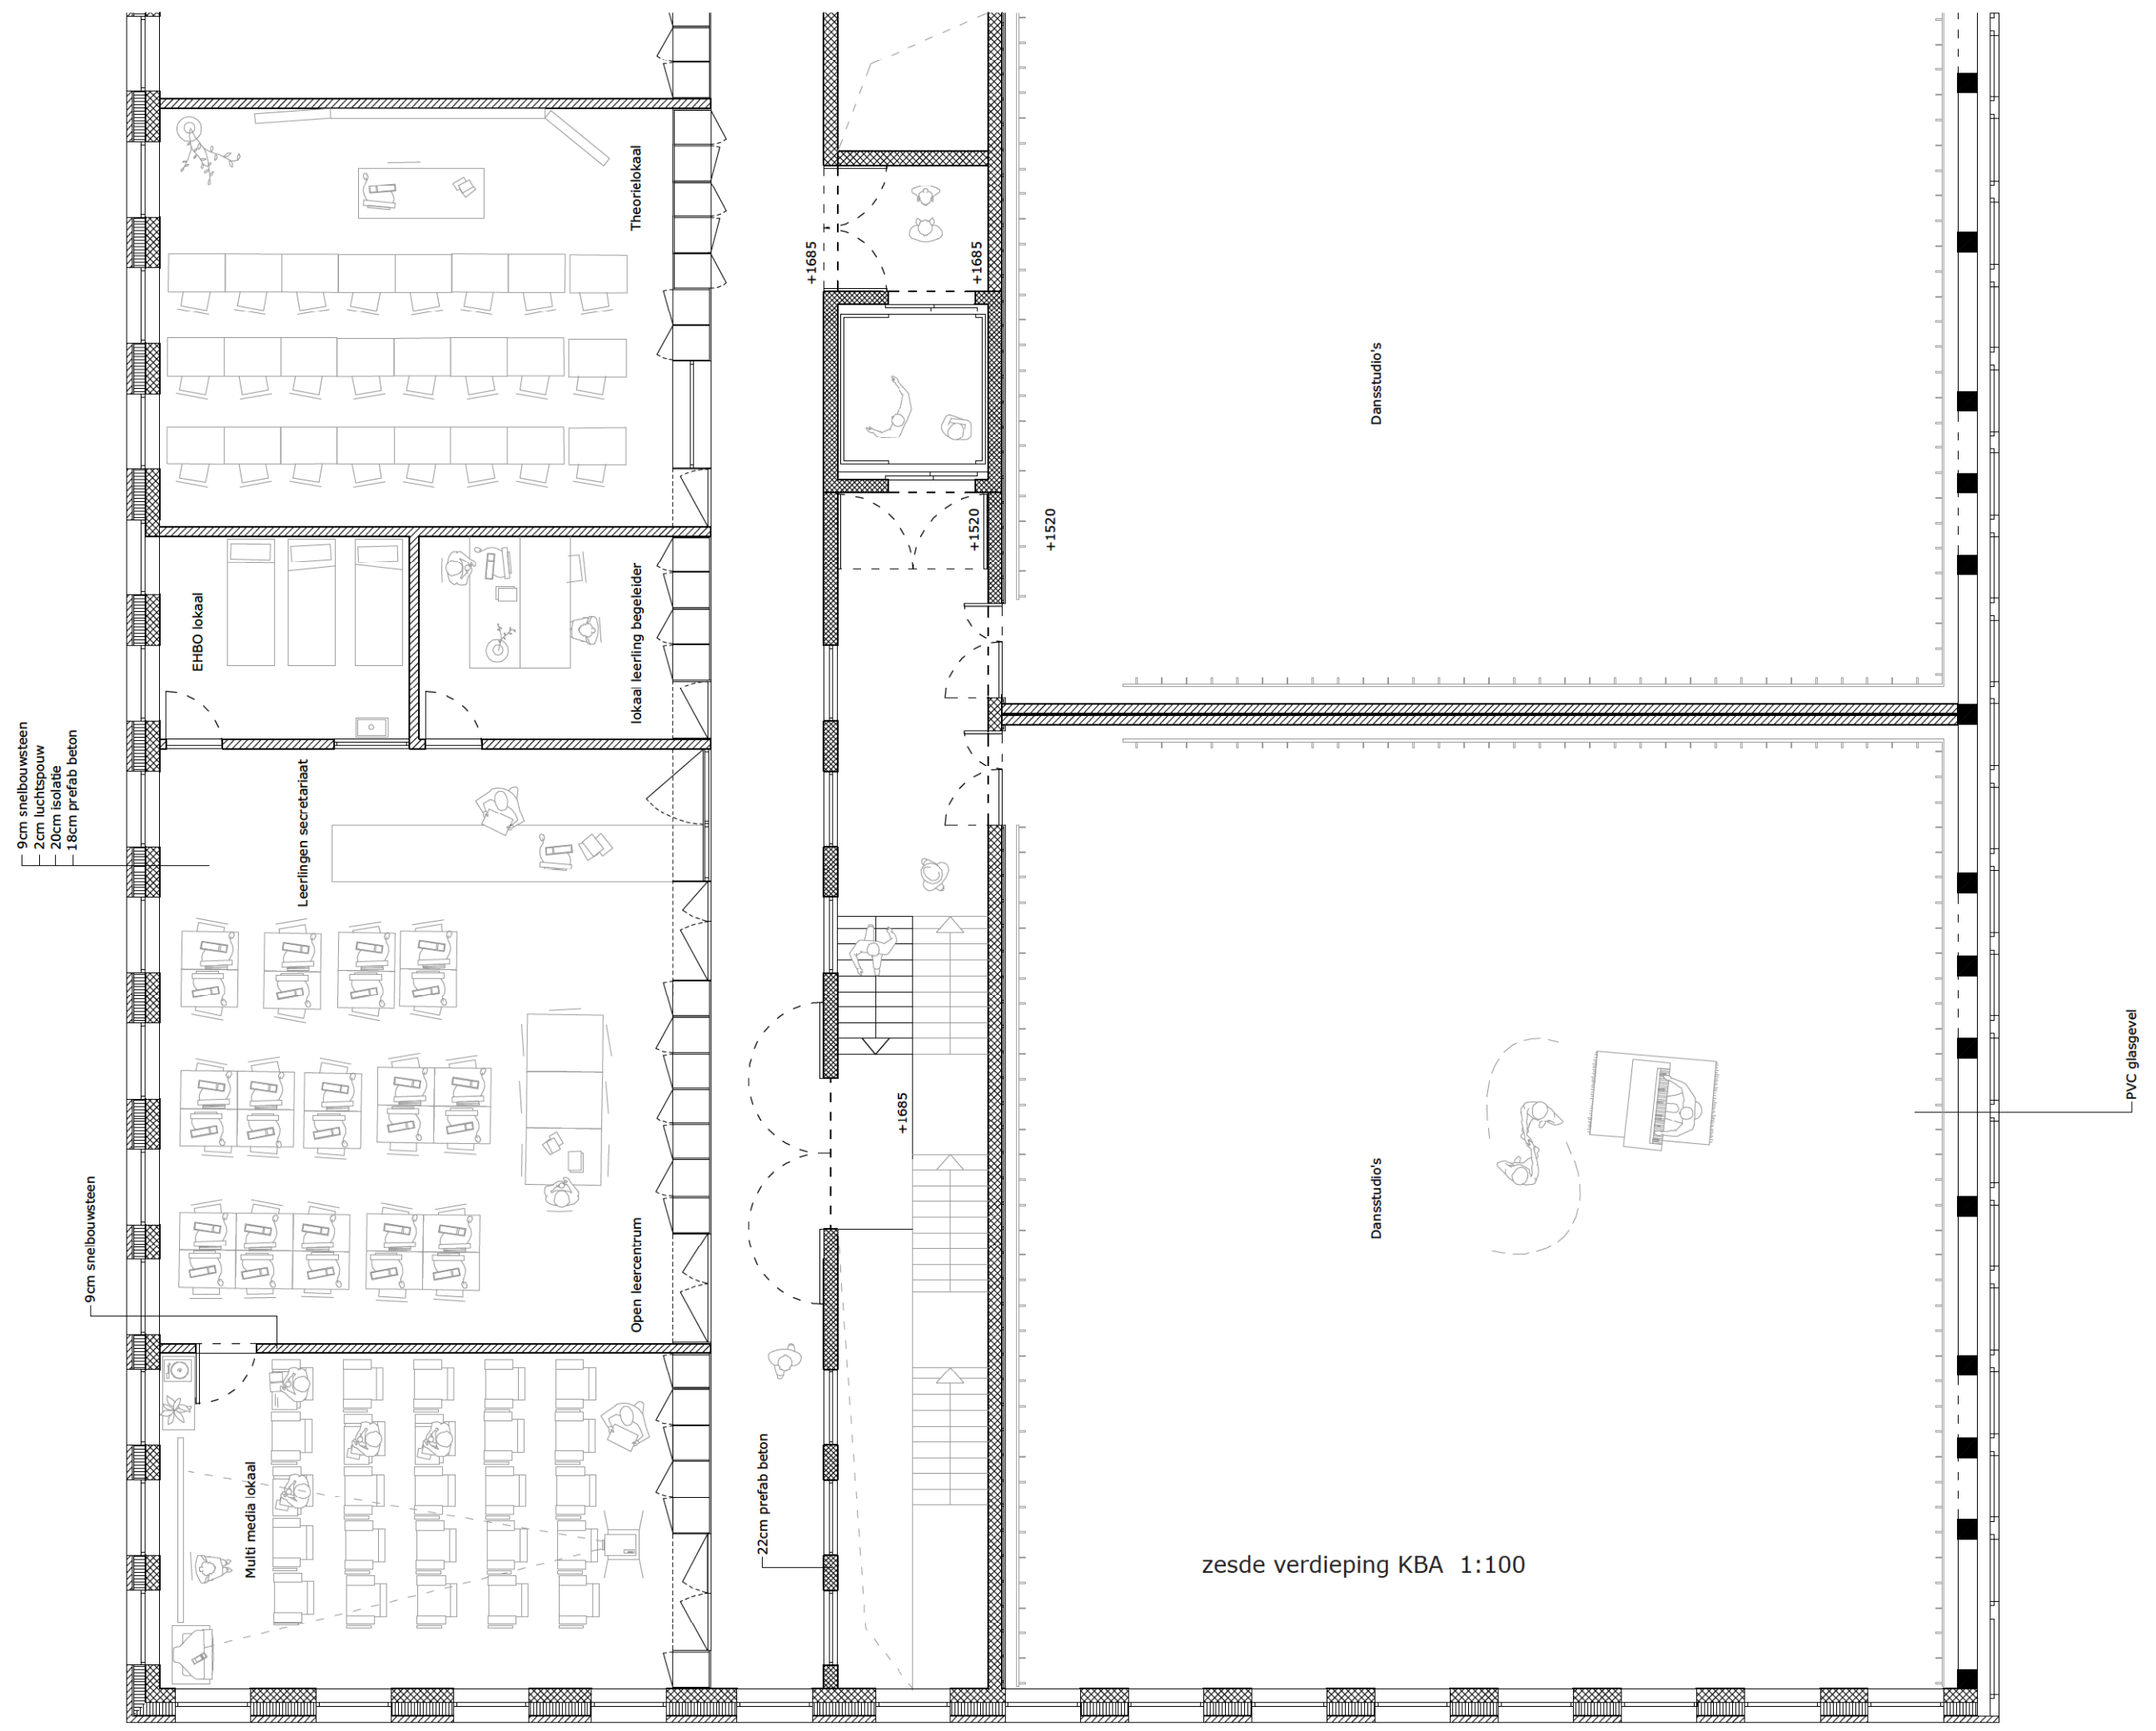 Theorielokaal
+1685
+1685
Dansstudio's
+1520
+1520
EHBO lokaal
lokaal leerling begeleider
9cm snelbouwsteen
2cm luchtspouw
20cm isolatie
18cm prefab beton
Leerlingen secretariaat
PVC glasgevel
+1685
Dansstudio's
9cm snelbouwsteen
Open leercentrum
Multi media lokaal
22cm prefab beton
zesde verdieping KBA 1:100